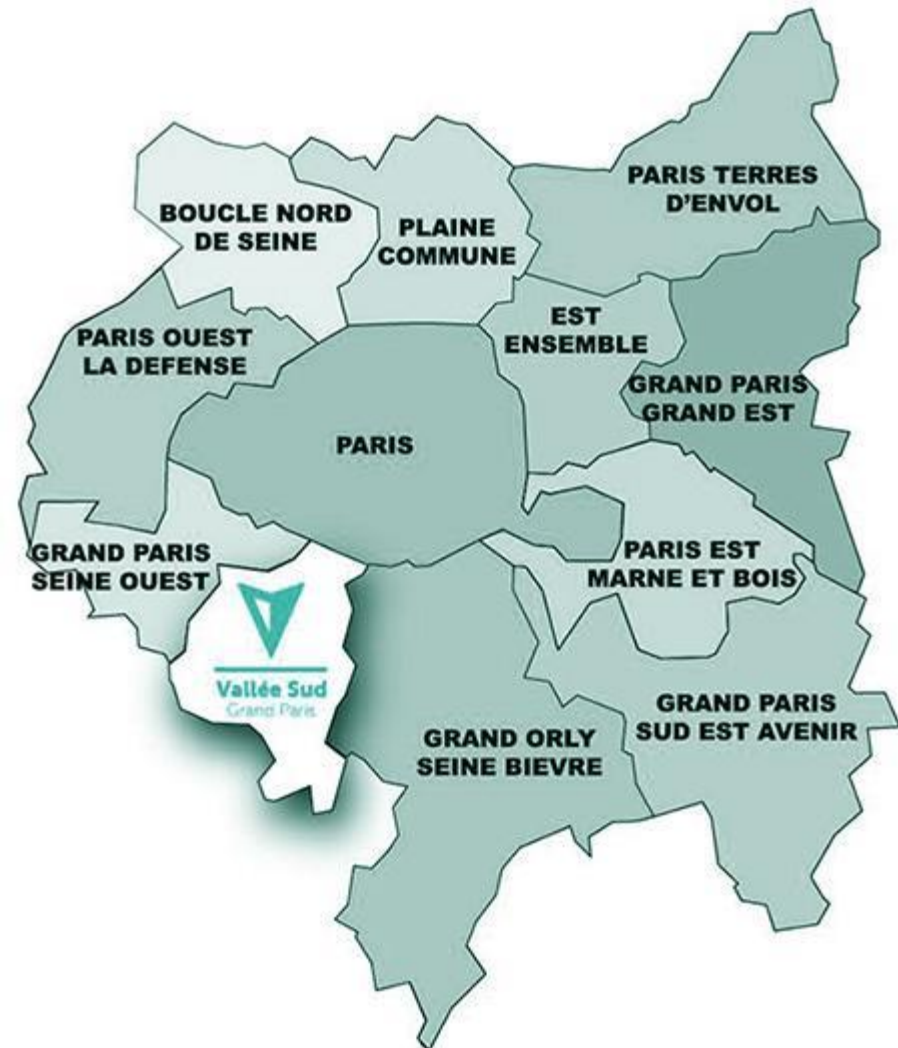 PARIS TERRES
D'ENVOL
BOUCLE NORD
DE SEINE
PLAINE
COMMUNE
PARIS OUEST
LA DEFENSE
EST
ENSEMBLE
GRAND PARIS
GRAND EST
PARIS
GRAND PARIS
SEINE OUEST
PARIS EST
MARNE ET BOIS
Vallée Sud
Grand Paris
GRAND PARIS
SUD EST AVENIR
GRAND ORLY
SEINE BIEVRE